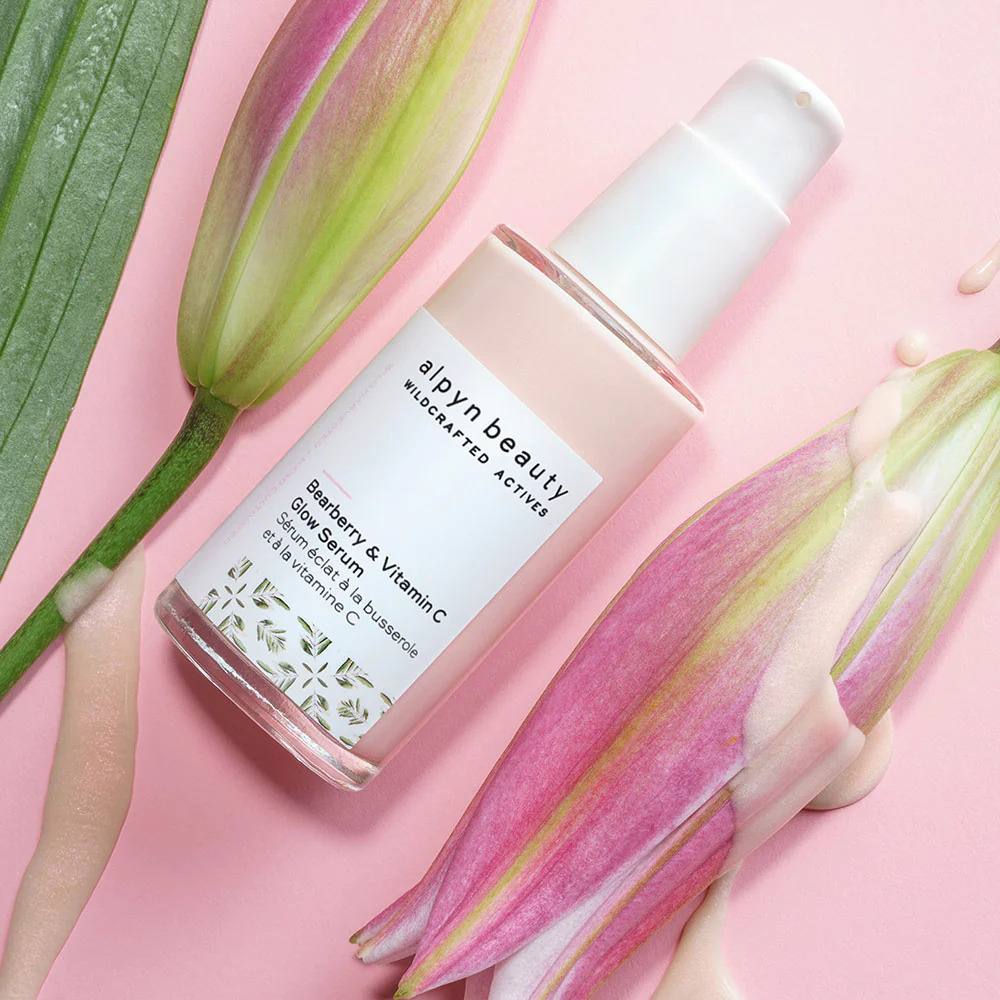 alpyn beauty
WILDCRAFTED ACTIVES
Bearberry & Vitamin C
Glow Serum
Sérum éclat à la busserole
et à la vitamine C